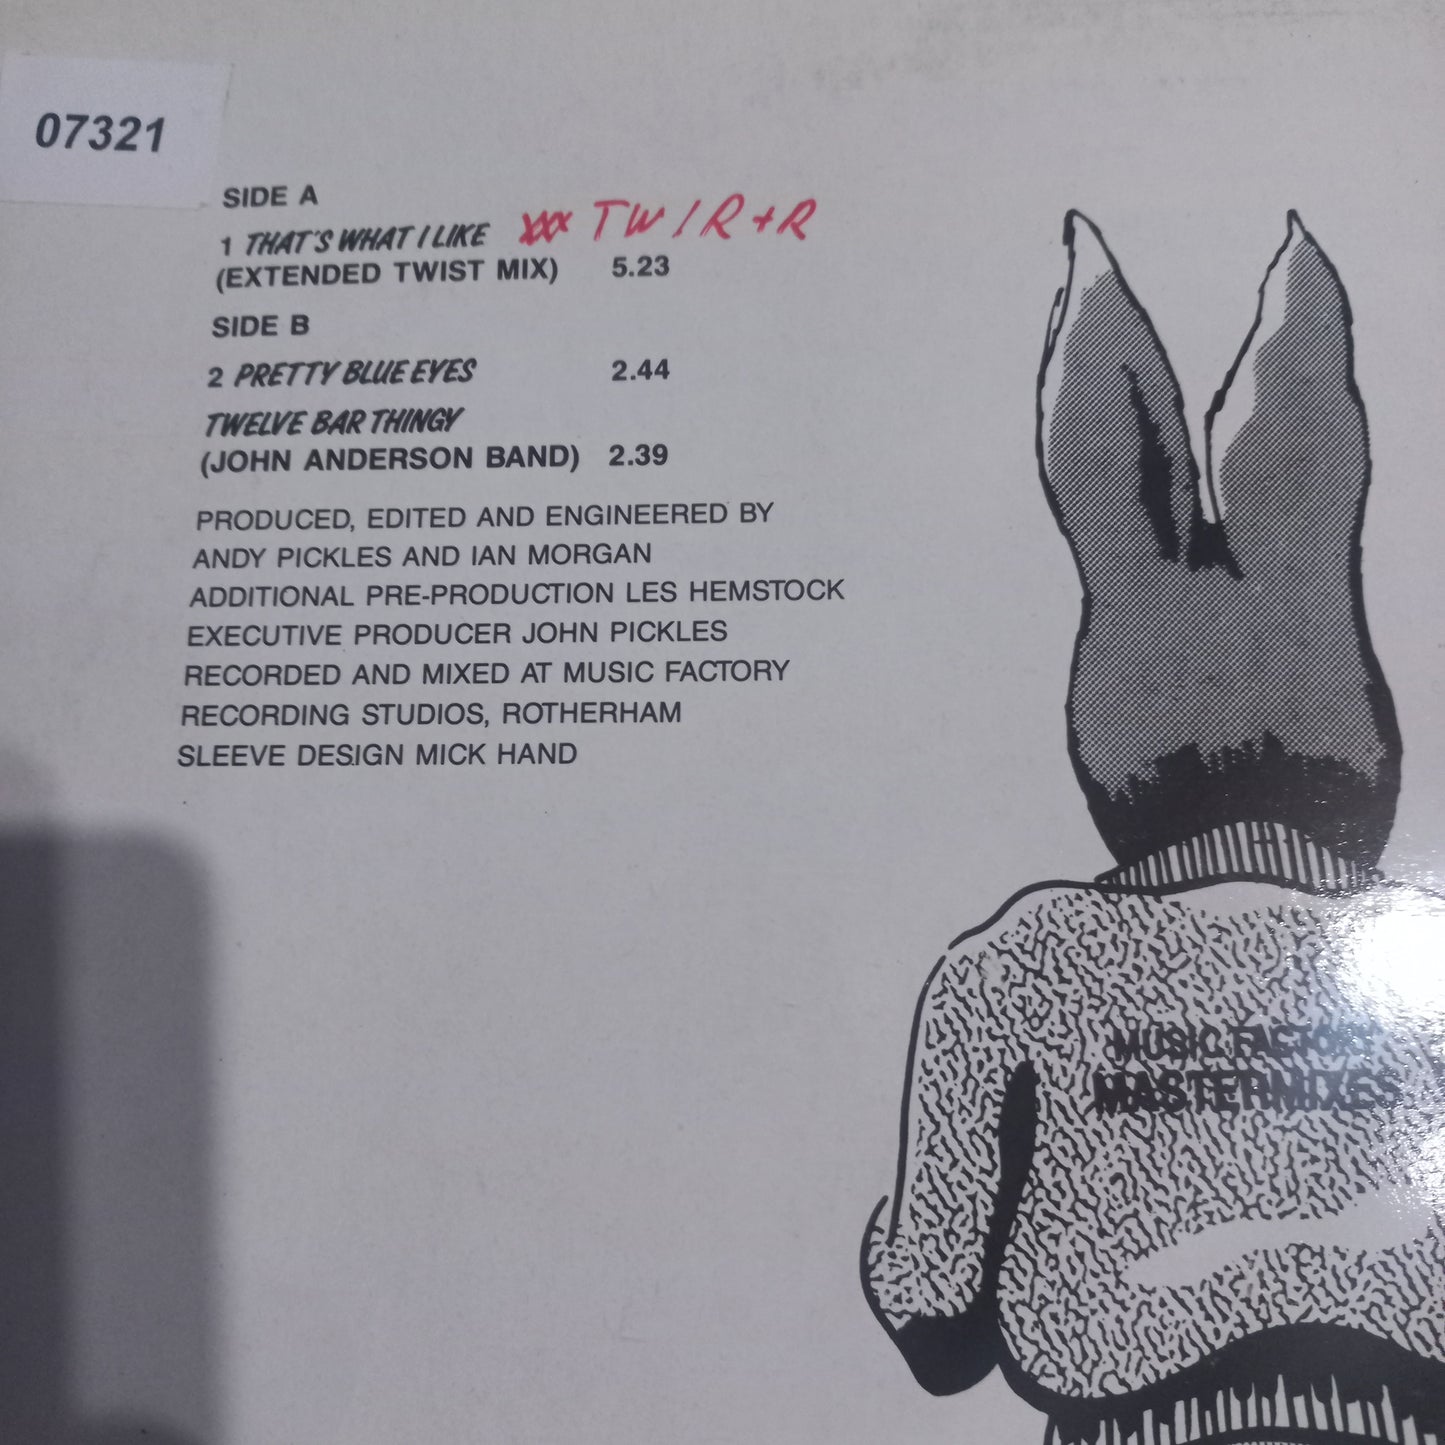 07321
SIDE A
1 THAT'S WHAT I LIKE xxx TW/R+R
(EXTENDED TWIST MIX) 5.23
SIDE B
2 PRETTY BLUE EYES 2.44
TWELVE BAR THINGY
(JOHN ANDERSON BAND) 2.39
PRODUCED, EDITED AND ENGINEERED BY
ANDY PICKLES AND IAN MORGAN
ADDITIONAL PRE-PRODUCTION LES HEMSTOCK
EXECUTIVE PRODUCER JOHN PICKLES
RECORDED AND MIXED AT MUSIC FACTORY
RECORDING STUDIOS, ROTHERHAM
SLEEVE DESIGN MICK HAND
MUSIC FACTORY
MASTERMIXES